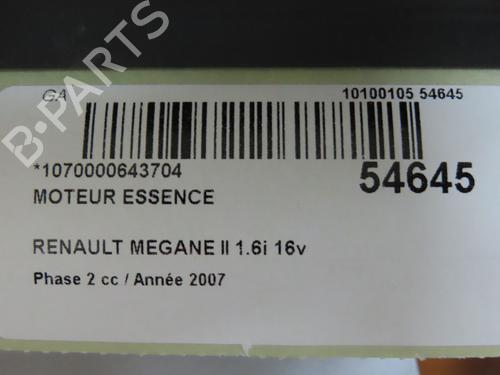 GA 10100105 54645
B-PARTS
*1070000643704 54645
MOTEUR ESSENCE
RENAULT MEGANE II 1.6i 16v
Phase 2 cc / Année 2007